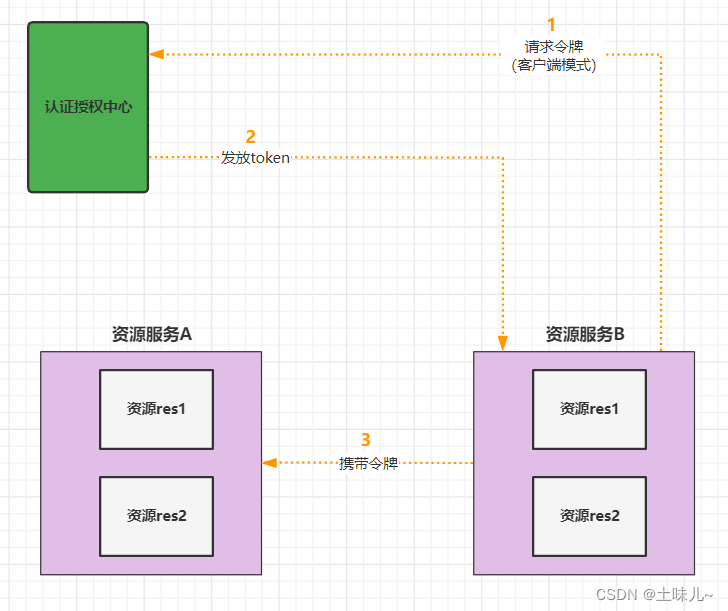 1
请求令牌
(客户端模式)
认证授权中心
2
发放token
资源服务A
资源服务B
资源res1
资源res1
3
携带令牌
资源res2
资源res2
CSDN @土味儿~